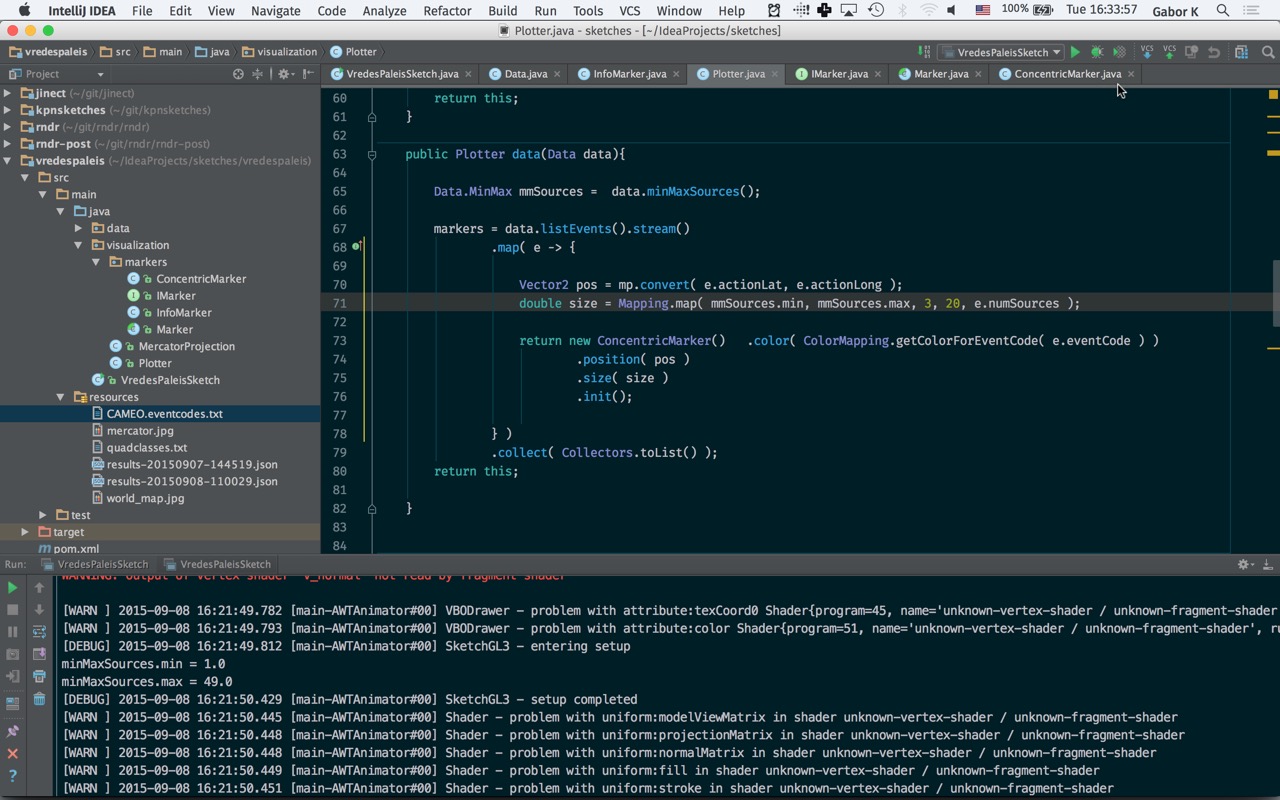 IntelliJ IDEA File Edit View Navigate Code Analyze Refactor Build Run Tools VCS Window Help 100% Tue 16:33:57 Gabor K
Plotter.java - sketches - [~/IdeaProjects/sketches]
vredespaleis src main java visualization Plotter VredesPaleisSketch VCS VCS
Project VredesPaleisSketch.java Data.java InfoMarker.java Plotter.java IMarker.java Marker.java ConcentricMarker.java
jinect (~/git/jinect)
kpnsketches (~/git/kpnsketches)
rndr (~/git/rndr/rndr)
rndr-post (~/git/rndr/rndr-post)
vredespaleis (~/IdeaProjects/sketches/vredespaleis)
src
main
java
data
visualization
markers
ConcentricMarker
IMarker
InfoMarker
Marker
MercatorProjection
Plotter
VredesPaleisSketch
resources
CAMEO.eventcodes.txt
mercator.jpg
quadclasses.txt
results-20150907-144519.json
results-20150908-110029.json
world_map.jpg
test
target
pom.xml
60 return this;
61 }
62
63 public Plotter data(Data data){
64
65 Data.MinMax mmSources =  data.minMaxSources();
66
67 markers = data.listEvents().stream()
68 .map( e -> {
69
70 Vector2 pos = mp.convert( e.actionLat, e.actionLong );
71 double size = Mapping.map( mmSources.min, mmSources.max, 3, 20, e.numSources );
72
73 return new ConcentricMarker()   .color( ColorMapping.getColorForEventCode( e.eventCode ) )
74 .position( pos )
75 .size( size )
76 .init();
77
78 } )
79 .collect( Collectors.toList() );
80 return this;
81
82 }
83
84
Run: VredesPaleisSketch VredesPaleisSketch
WARNING: Output of vertex shader 'v_normal' not read by fragment shader
[WARN ] 2015-09-08 16:21:49.782 [main-AWTAnimator#00] VBODrawer – problem with attribute:texCoord0 Shader{program=45, name='unknown-vertex-shader / unknown-fragment-shader
[WARN ] 2015-09-08 16:21:49.793 [main-AWTAnimator#00] VBODrawer – problem with attribute:color Shader{program=51, name='unknown-vertex-shader / unknown-fragment-shader', ru
[DEBUG] 2015-09-08 16:21:49.812 [main-AWTAnimator#00] SketchGL3 – entering setup
minMaxSources.min = 1.0
minMaxSources.max = 49.0
[DEBUG] 2015-09-08 16:21:50.429 [main-AWTAnimator#00] SketchGL3 – setup completed
[WARN ] 2015-09-08 16:21:50.445 [main-AWTAnimator#00] Shader – problem with uniform:modelViewMatrix in shader unknown-vertex-shader / unknown-fragment-shader
[WARN ] 2015-09-08 16:21:50.448 [main-AWTAnimator#00] Shader – problem with uniform:projectionMatrix in shader unknown-vertex-shader / unknown-fragment-shader
[WARN ] 2015-09-08 16:21:50.448 [main-AWTAnimator#00] Shader – problem with uniform:normalMatrix in shader unknown-vertex-shader / unknown-fragment-shader
[WARN ] 2015-09-08 16:21:50.449 [main-AWTAnimator#00] Shader – problem with uniform:fill in shader unknown-vertex-shader / unknown-fragment-shader
[WARN ] 2015-09-08 16:21:50.451 [main-AWTAnimator#00] Shader – problem with uniform:stroke in shader unknown-vertex-shader / unknown-fragment-shader